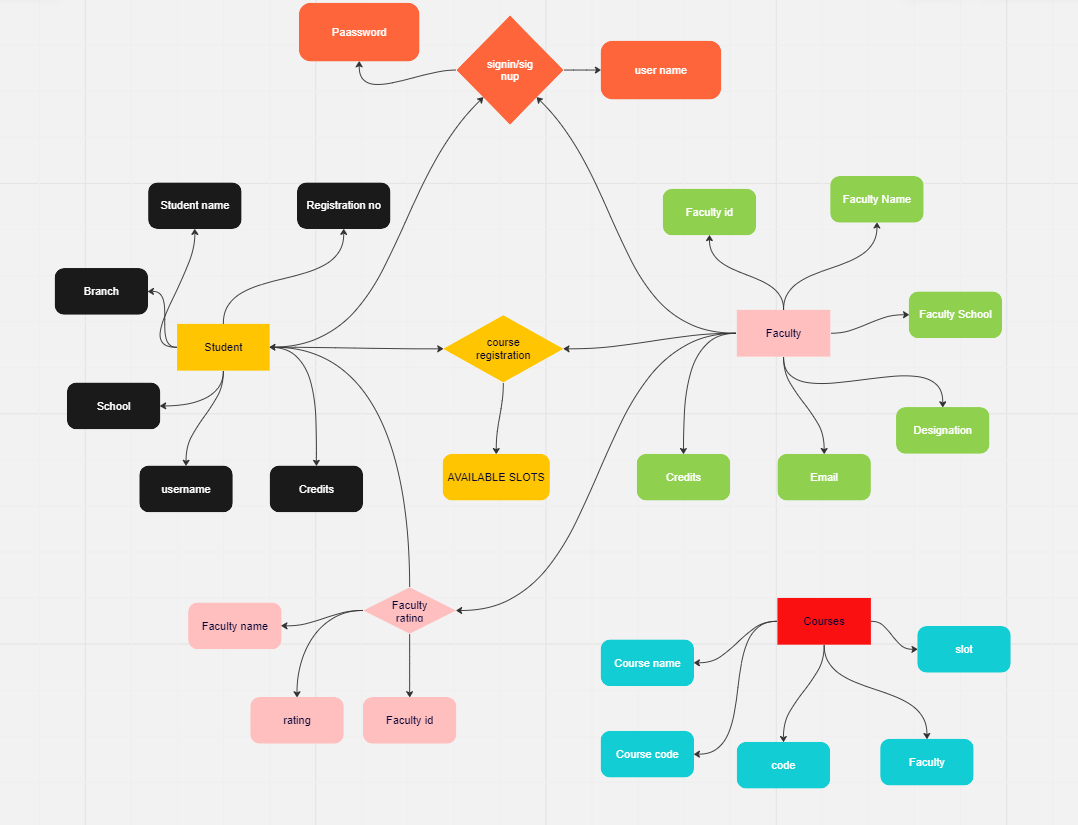 Paassword
signin/sig
nup
user name
Student name
Registration no
Faculty id
Faculty Name
Branch
Faculty School
Student
course
registration
Faculty
School
Designation
username
Credits
AVAILABLE SLOTS
Credits
Email
Faculty
rating
Faculty name
Courses
Course name
slot
rating
Faculty id
Course code
code
Faculty